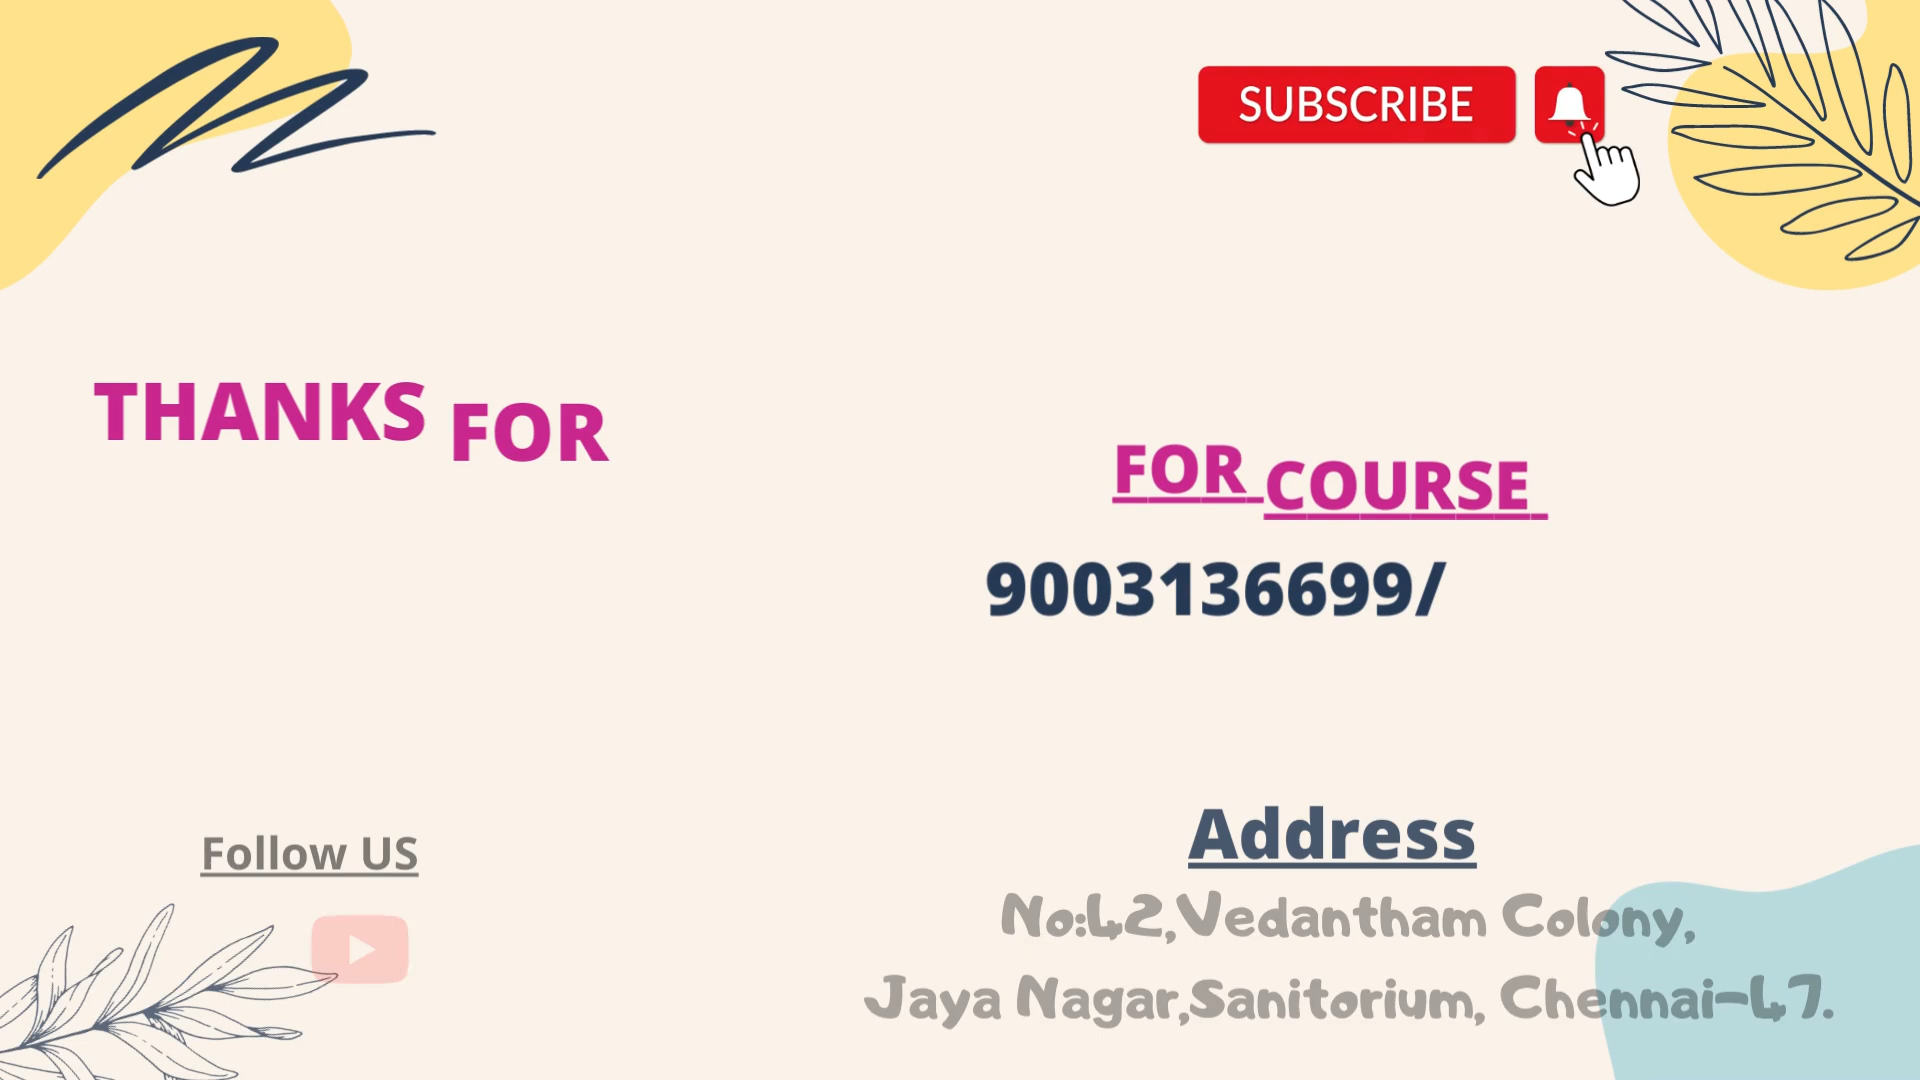 SUBSCRIBE
THANKS FOR
FOR COURSE
9003136699/
Follow US
Address
No:42,Vedantham Colony,
Jaya Nagar,Sanitorium, Chennai-47.